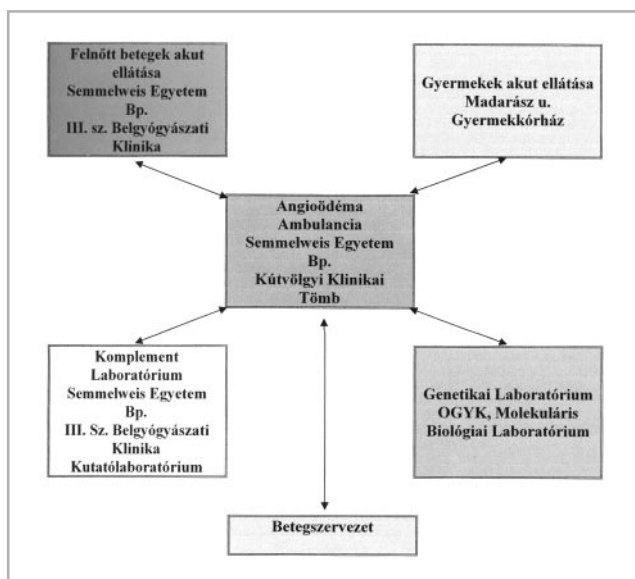 Felnőtt betegek akut
ellátása
Semmelweis Egyetem
Bp.
III. sz. Belgyógyászati
Klinika
Gyermekek akut ellátása
Madarász u.
Gyermekkórház
Angioödéma
Ambulancia
Semmelweis Egyetem
Bp.
Kútvölgyi Klinikai
Tömb
Komplement
Laboratórium
Semmelweis Egyetem
Bp.
III. Sz. Belgyógyászati
Klinika
Kutatólaboratórium
Genetikai Laboratórium
OGYK, Molekuláris
Biológiai Laboratórium
Betegszervezet